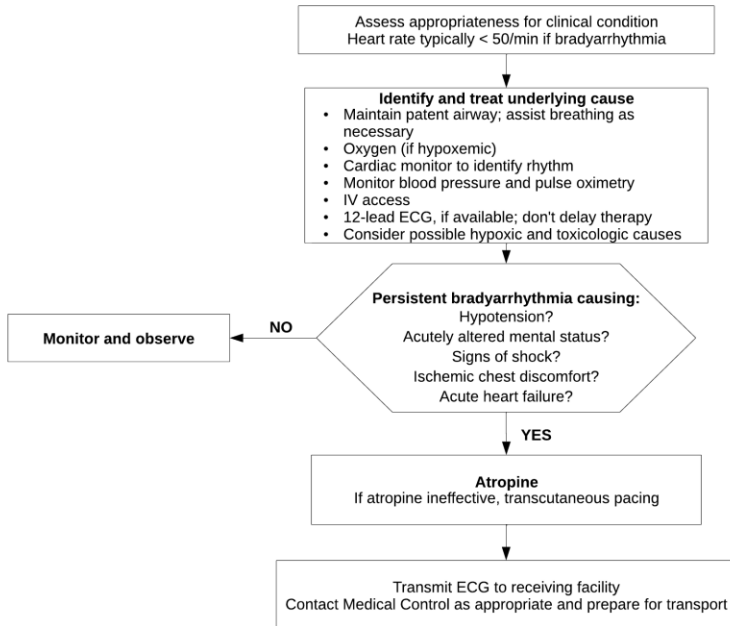 Assess appropriateness for clinical condition
Heart rate typically < 50/min if bradyarrhythmia
Identify and treat underlying cause
• Maintain patent airway; assist breathing as
necessary
• Oxygen (if hypoxemic)
• Cardiac monitor to identify rhythm
• Monitor blood pressure and pulse oximetry
• IV access
• 12-lead ECG, if available; don't delay therapy
• Consider possible hypoxic and toxicologic causes
Persistent bradyarrhythmia causing:
Hypotension?
Acutely altered mental status?
Signs of shock?
Ischemic chest discomfort?
Acute heart failure?
NO
Monitor and observe
YES
Atropine
If atropine ineffective, transcutaneous pacing
Transmit ECG to receiving facility
Contact Medical Control as appropriate and prepare for transport